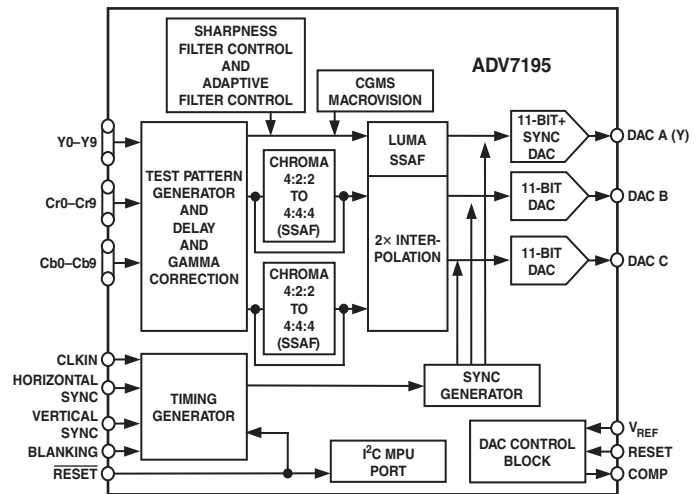 SHARPNESS
FILTER CONTROL
AND
ADAPTIVE
FILTER CONTROL
CGMS
MACROVISION
ADV7195
Y0–Y9
Cr0–Cr9
Cb0–Cb9
TEST PATTERN
GENERATOR
AND
DELAY
AND
GAMMA
CORRECTION
CHROMA
4:2:2
TO
4:4:4
(SSAF)
CHROMA
4:2:2
TO
4:4:4
(SSAF)
LUMA
SSAF
2× INTER-
POLATION
11-BIT+
SYNC
DAC
11-BIT
DAC
11-BIT
DAC
DAC A (Y)
DAC B
DAC C
CLKIN
HORIZONTAL
SYNC
VERTICAL
SYNC
BLANKING
RESET
TIMING
GENERATOR
SYNC
GENERATOR
I²C MPU
PORT
DAC CONTROL
BLOCK
VREF
RESET
COMP